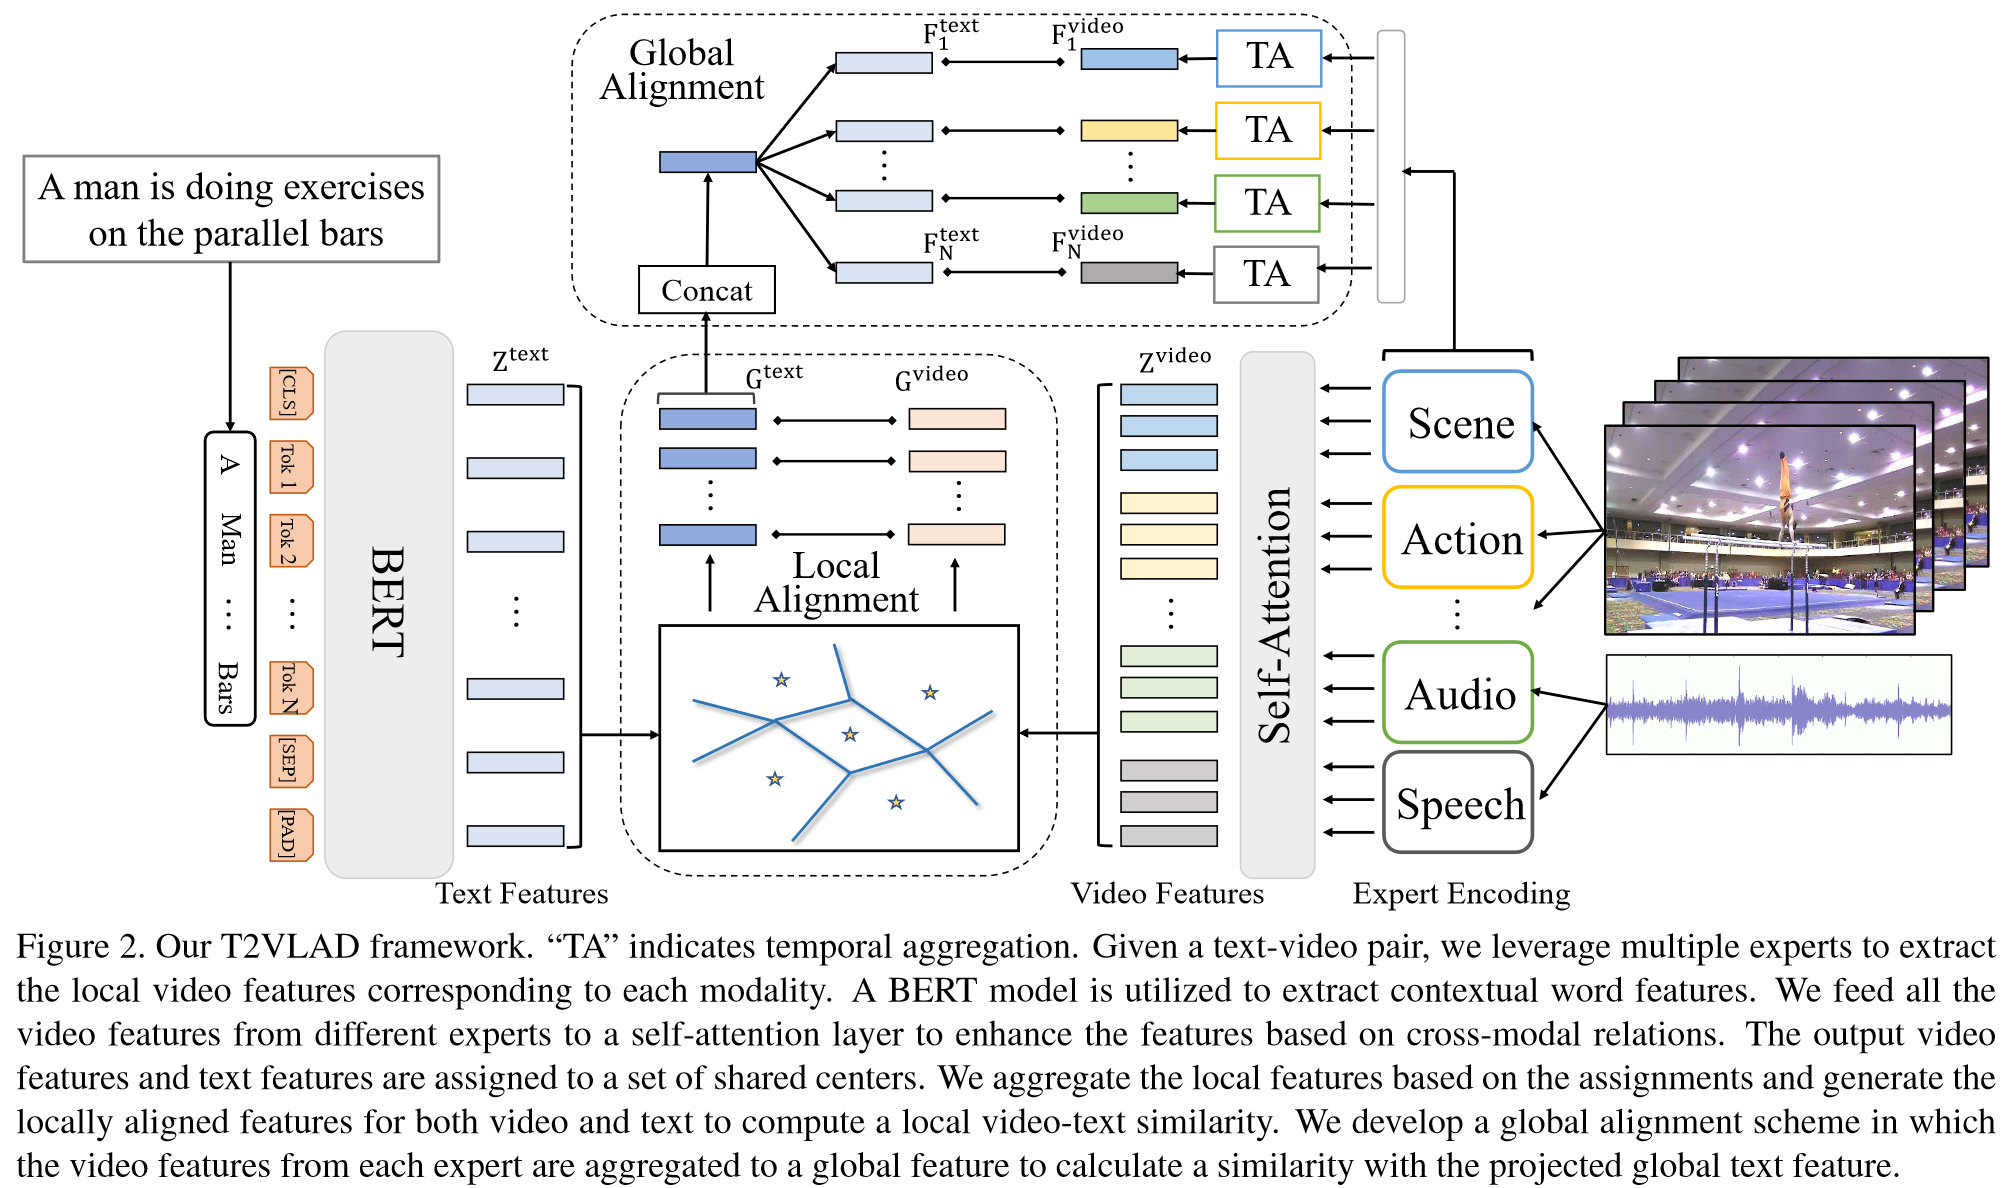 Global
Alignment
F_1^text
F_1^video
TA
TA
TA
F_N^text
F_N^video
TA
Concat
A man is doing exercises
on the parallel bars
[CLS]
Tok 1
Tok 2
...
Tok N
[SEP]
[PAD]
A
Man
...
Bars
BERT
Z^text
G^text
G^video
Local
Alignment
Z^video
Self-Attention
Scene
Action
Audio
Speech
Text Features
Video Features
Expert Encoding
Figure 2. Our T2VLAD framework. “TA” indicates temporal aggregation. Given a text-video pair, we leverage multiple experts to extract
the local video features corresponding to each modality. A BERT model is utilized to extract contextual word features. We feed all the
video features from different experts to a self-attention layer to enhance the features based on cross-modal relations. The output video
features and text features are assigned to a set of shared centers. We aggregate the local features based on the assignments and generate the
locally aligned features for both video and text to compute a local video-text similarity. We develop a global alignment scheme in which
the video features from each expert are aggregated to a global feature to calculate a similarity with the projected global text feature.